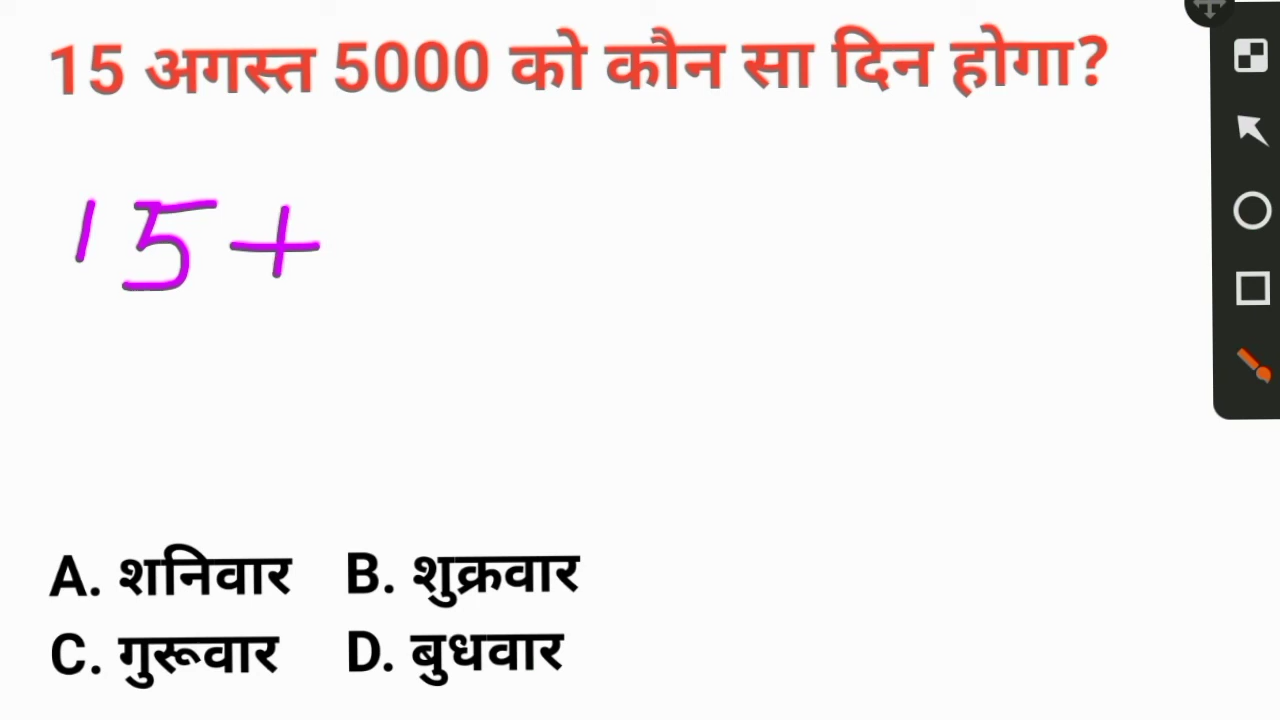 15 अगस्त 5000 को कौन सा दिन होगा?
15+
A. शनिवार B. शुक्रवार
C. गुरूवार D. बुधवार